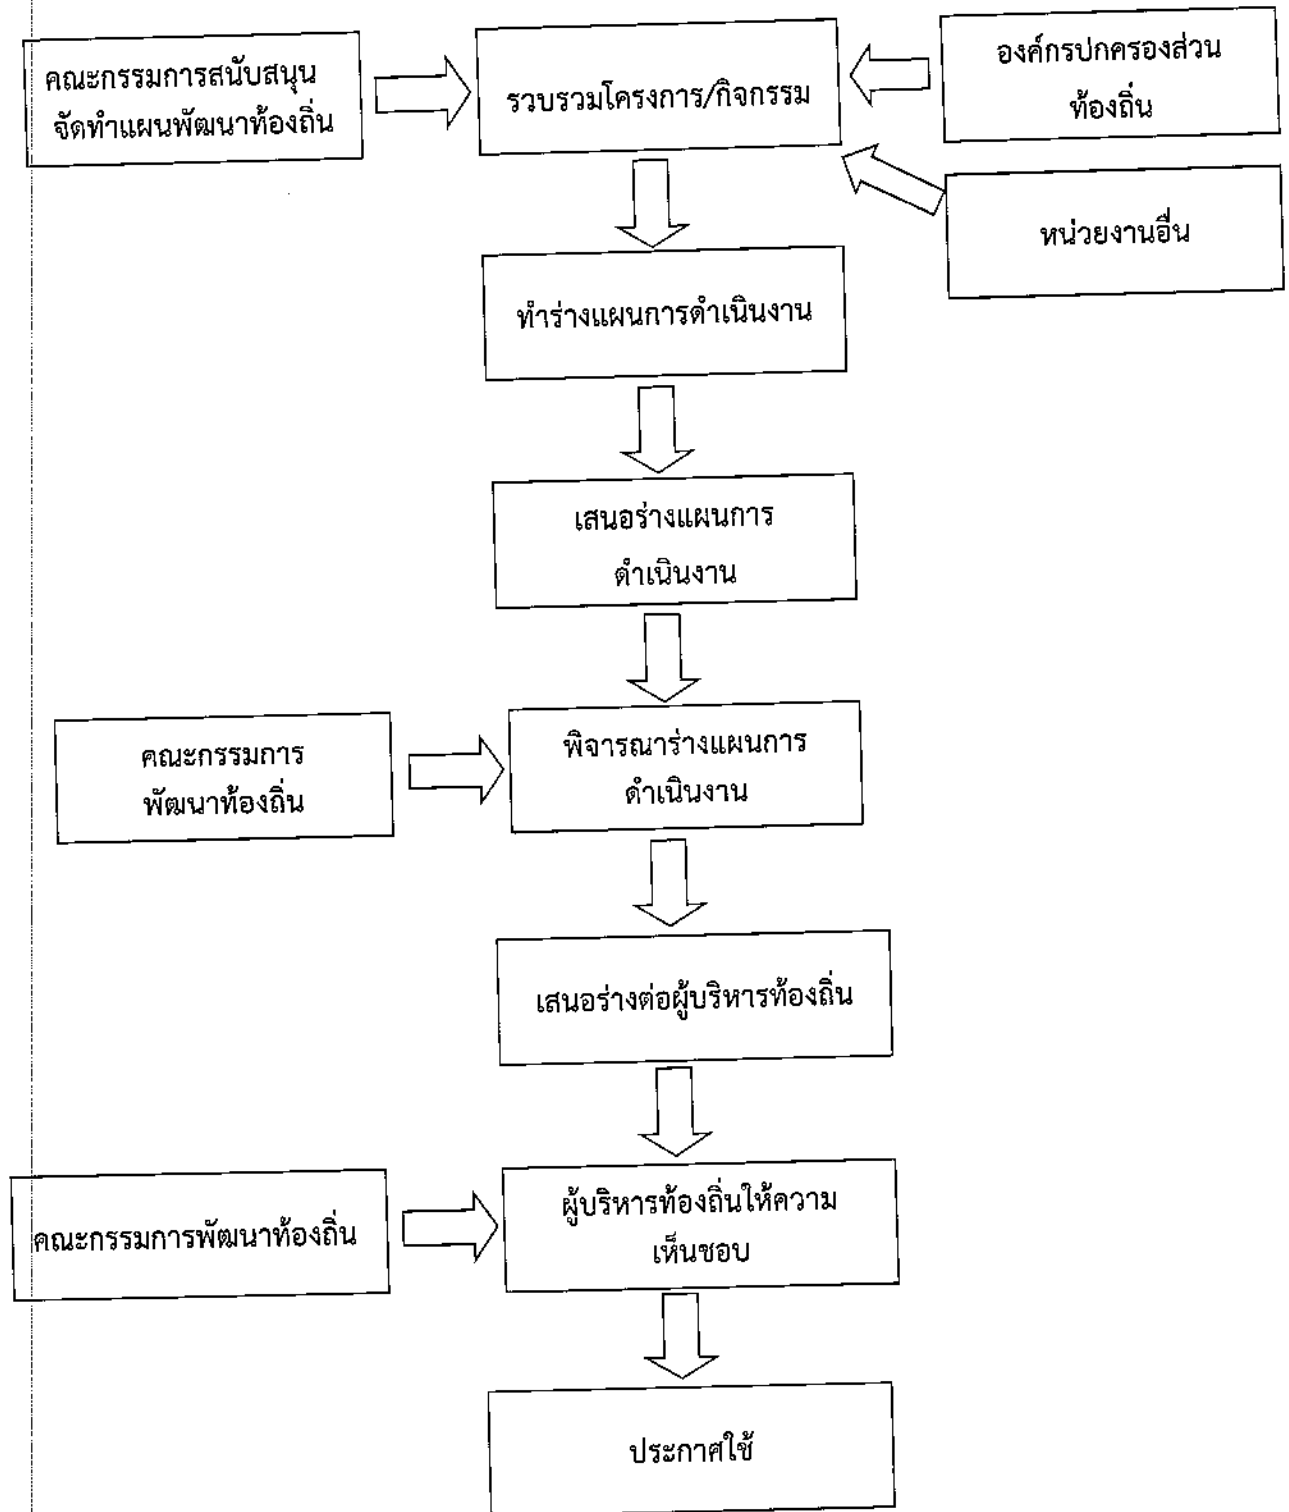 คณะกรรมการสนับสนุน
จัดทำแผนพัฒนาท้องถิ่น
รวบรวมโครงการ/กิจกรรม
องค์กรปกครองส่วน
ท้องถิ่น
หน่วยงานอื่น
ทำร่างแผนการดำเนินงาน
เสนอร่างแผนการ
ดำเนินงาน
คณะกรรมการ
พัฒนาท้องถิ่น
พิจารณาร่างแผนการ
ดำเนินงาน
เสนอร่างต่อผู้บริหารท้องถิ่น
คณะกรรมการพัฒนาท้องถิ่น
ผู้บริหารท้องถิ่นให้ความ
เห็นชอบ
ประกาศใช้